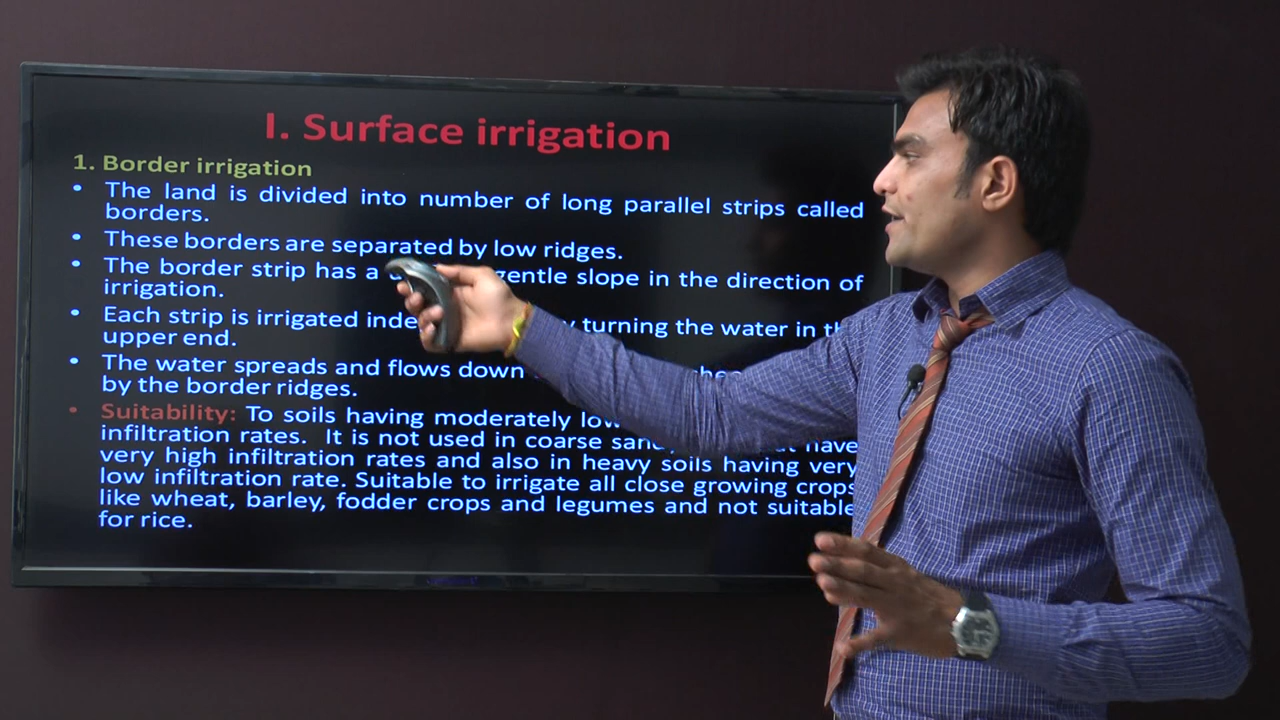 I. Surface irrigation
1. Border irrigation
• The land is divided into number of long parallel strips called
borders.
• These borders are separated by low ridges.
• The border strip has a gentle slope in the direction of
irrigation.
• Each strip is irrigated turning the water in
upper end.
• The water spreads and flows down
by the border ridges.
• Suitability: To soils having moderately low
infiltration rates. It is not used in coarse have
very high infiltration rates and also in heavy soils having very
low infiltration rate. Suitable to irrigate all close growing crops
like wheat, barley, fodder crops and legumes and not suitable
for rice.